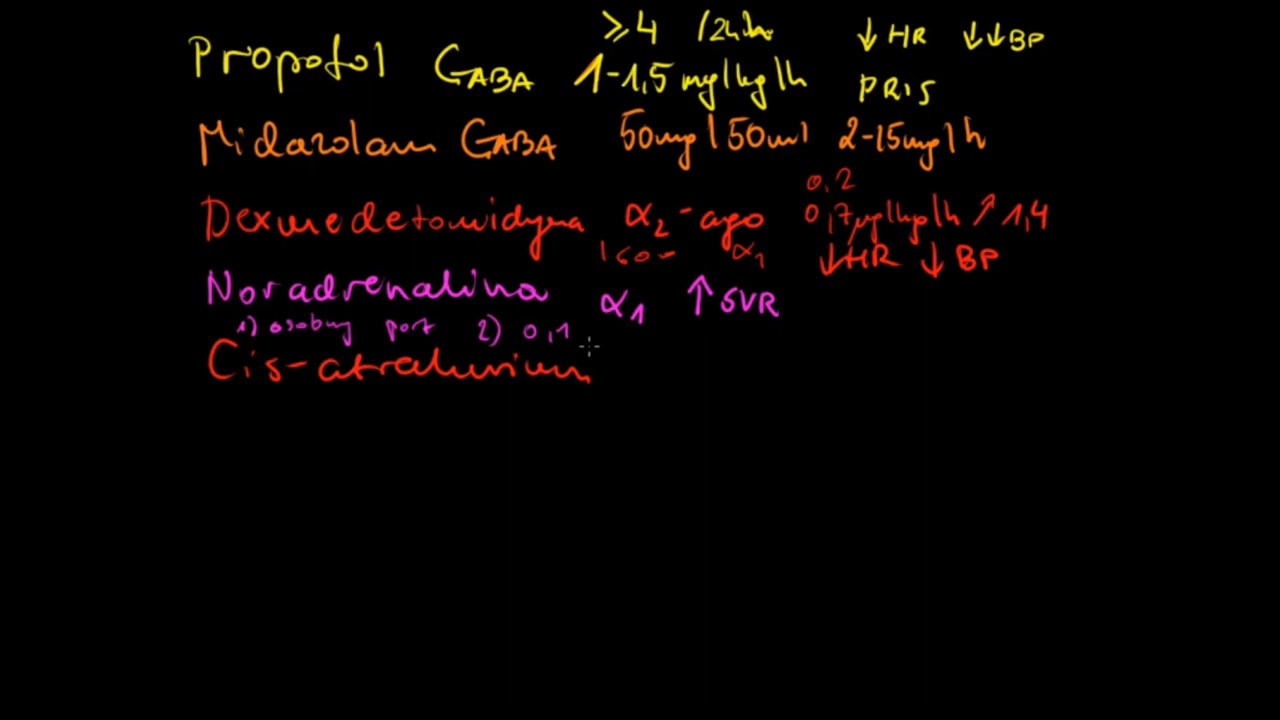 ≥4 /24h
↓HR ↓↓BP
Propofol GABA 1-1,5 mg/kg/h PRIS
Midazolam GABA 50mg/50ml 2-15mg/h
0,2
Dexmedetomidyna α2-ago 0,7µg/kg/h ↗ 1,4
α1 ↓HR ↓ BP
Noradrenalina α1 ↑SVR
1) osobny port 2) 0,1
Cis-atrakurium